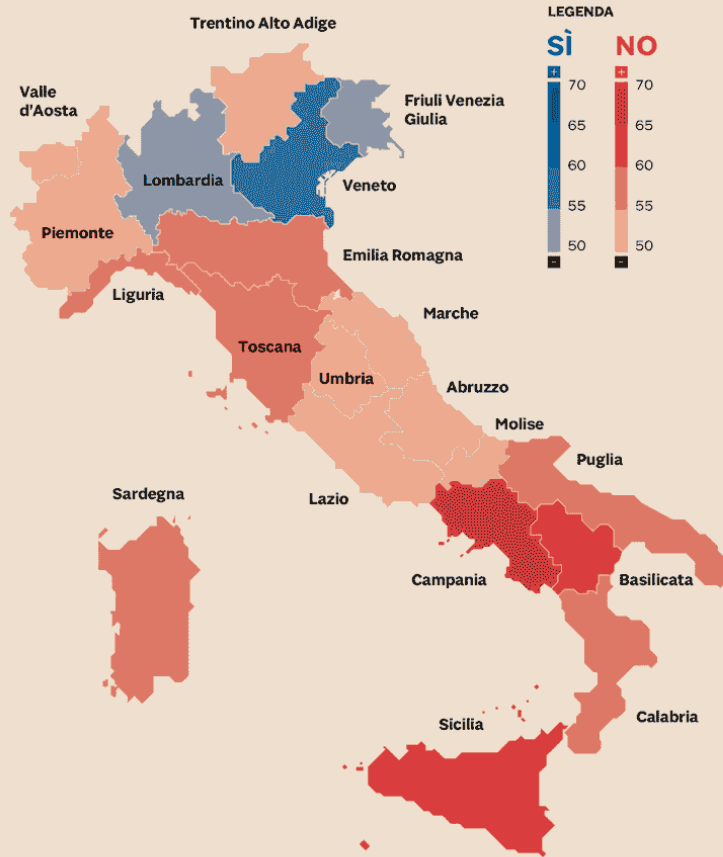 LEGENDA
SÌ NO
+ +
70 70
65 65
60 60
55 55
50 50
- -
Trentino Alto Adige
Valle
d'Aosta
Friuli Venezia
Giulia
Lombardia
Veneto
Piemonte
Emilia Romagna
Liguria
Marche
Toscana
Umbria
Abruzzo
Molise
Puglia
Sardegna
Lazio
Campania
Basilicata
Sicilia
Calabria